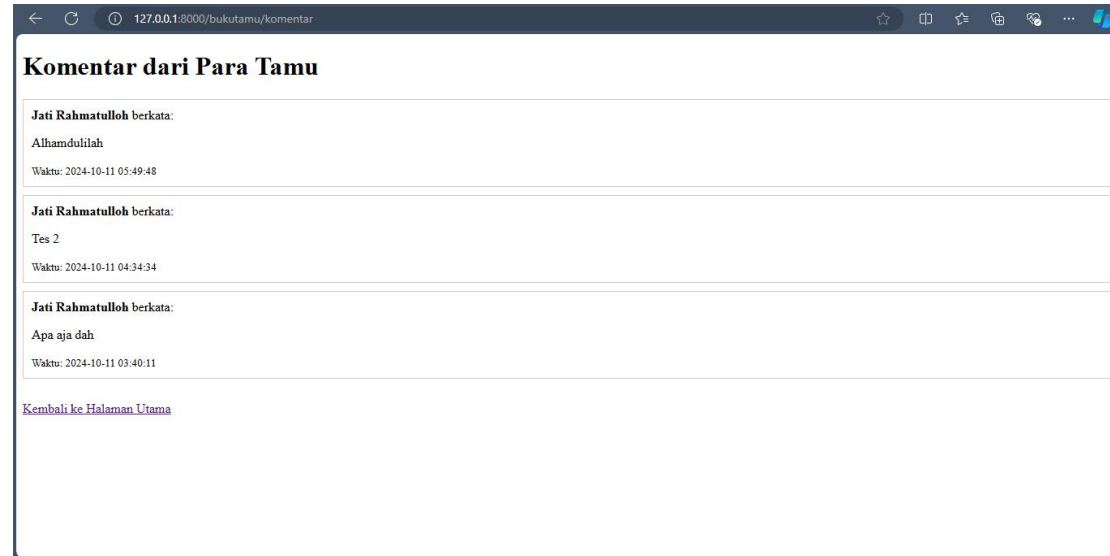 127.0.0.1:8000/bukutamu/komentar
Komentar dari Para Tamu
Jati Rahmatulloh berkata:
Alhamdulilah
Waktu: 2024-10-11 05:49:48
Jati Rahmatulloh berkata:
Tes 2
Waktu: 2024-10-11 04:34:34
Jati Rahmatulloh berkata:
Apa aja dah
Waktu: 2024-10-11 03:40:11
Kembali ke Halaman Utama